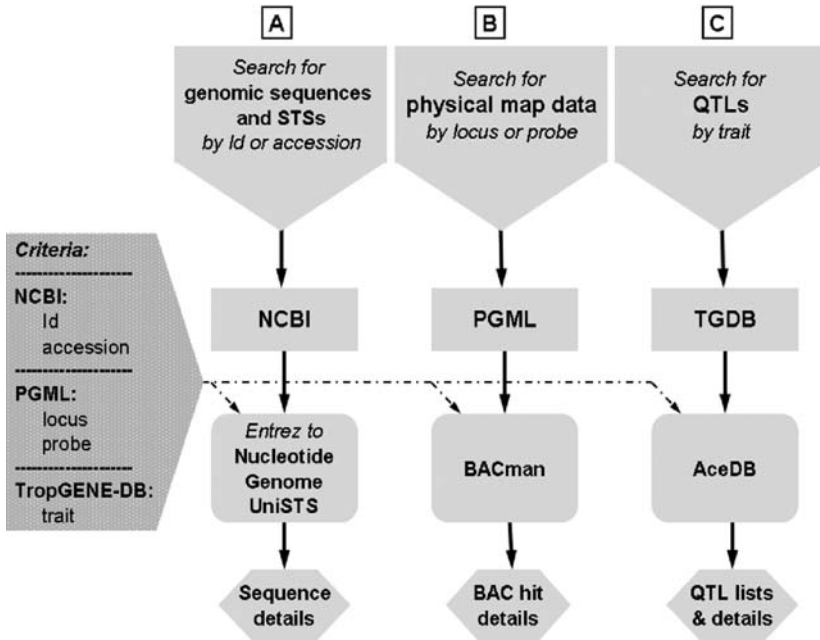 A
Search for
genomic sequences
and STSs
by Id or accession
B
Search for
physical map data
by locus or probe
C
Search for
QTLs
by trait
Criteria:
--------------------
NCBI:
Id
accession
--------------------
PGML:
locus
probe
--------------------
TropGENE-DB:
trait
NCBI
PGML
TGDB
Entrez to
Nucleotide
Genome
UniSTS
BACman
AceDB
Sequence
details
BAC hit
details
QTL lists
& details